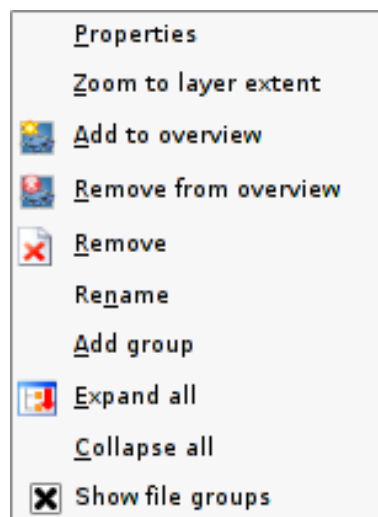 Properties
Zoom to layer extent
Add to overview
Remove from overview
Remove
Rename
Add group
Expand all
Collapse all
Show file groups